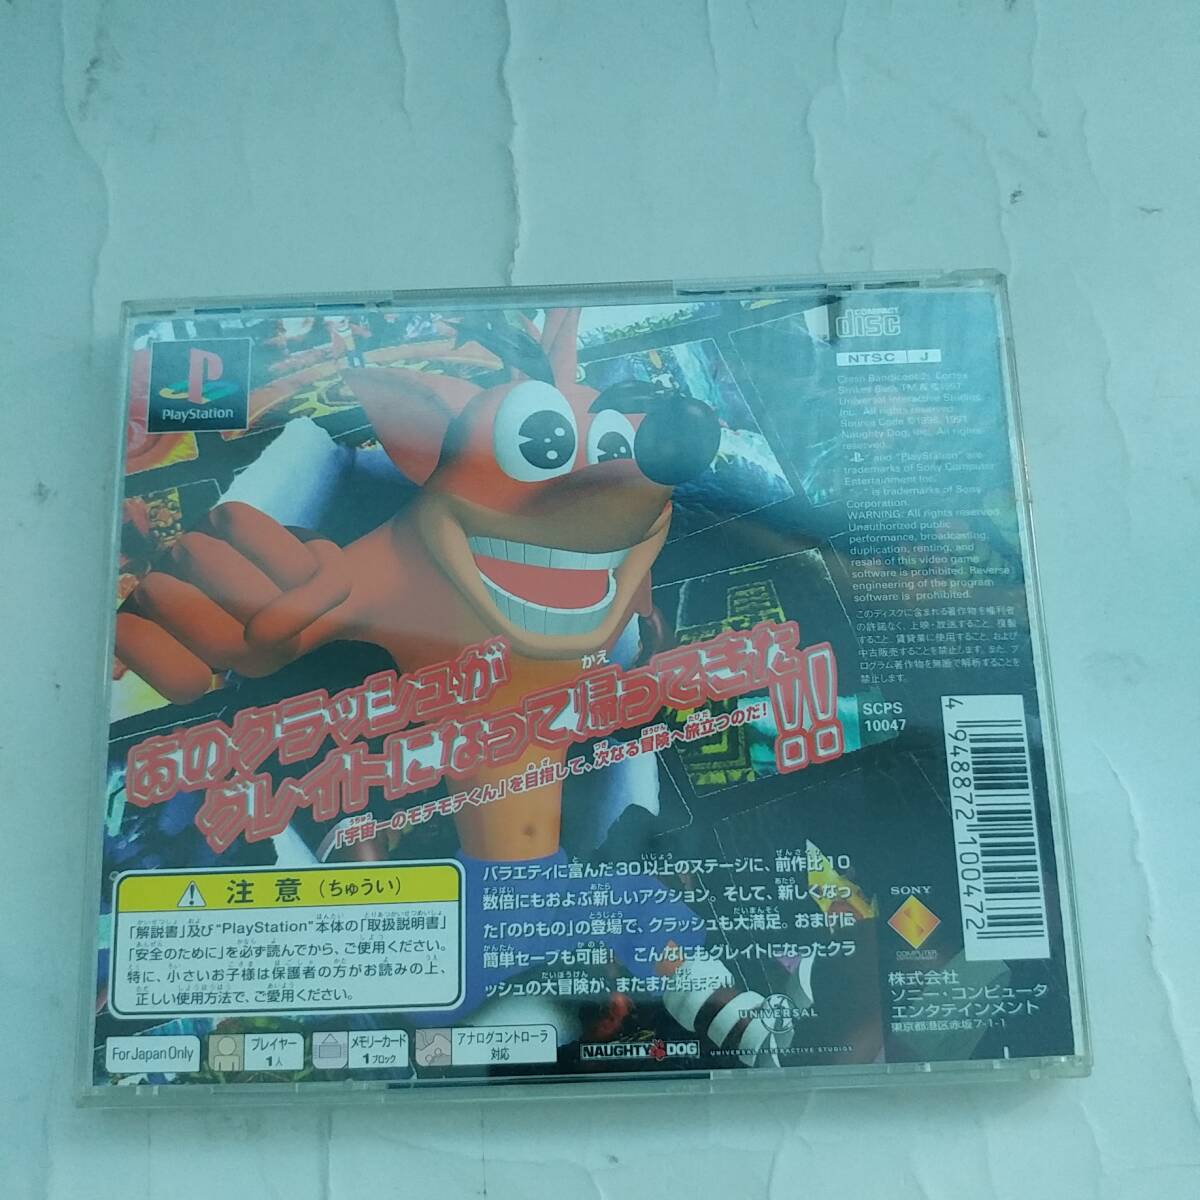 PlayStation
COMPACT
disc
NTSC J
Crash Bandicoot 2: Cortex
Strikes Back TM & ©1997
Universal Interactive Studios,
Inc. All rights reserved.
Source Code ©1996, 1997
Naughty Dog, Inc. All rights
reserved.
and "PlayStation" are
trademarks of Sony Computer
Entertainment Inc.
is trademarks of Sony
Corporation.
WARNING: All rights reserved.
Unauthorized public
performance, broadcasting,
duplication, renting, and
resale of this video game
software is prohibited. Reverse
engineering of the program
software is prohibited.
このディスクに含まれる著作物を権利者
の許諾なく、上映・放送すること、複製
すること、賃貸業に使用すること、および
中古販売することを禁止します。また、プ
ログラム著作物を無断で解析することを
禁止します。
SCPS
10047
4 948872 100472
あのクラッシュが
グレイトになって帰ってきた!!
かえ
「宇宙一のモテモテくん」を目指して、次なる冒険へ旅立つのだ!
バラエティに富んだ30以上のステージに、前作比10
数倍にもおよぶ新しいアクション。そして、新しくなっ
た「のりもの」の登場で、クラッシュも大満足。おまけに
簡単セーブも可能! こんなにもグレイトになったクラ
ッシュの大冒険が、またまた始まる!!
注意(ちゅうい)
「解説書」及び"PlayStation"本体の「取扱説明書」
「安全のために」を必ず読んでから、ご使用ください。
特に、小さいお子様は保護者の方がお読みの上、
正しい使用方法で、ご愛用ください。
For Japan Only
プレイヤー
1人
メモリーカード
1ブロック
アナログコントローラ
対応
NAUGHTY DOG
UNIVERSAL
UNIVERSAL INTERACTIVE STUDIOS
SONY
COMPUTER
ENTERTAINMENT
株式会社
ソニー・コンピュータ
エンタテインメント
東京都港区赤坂7-1-1